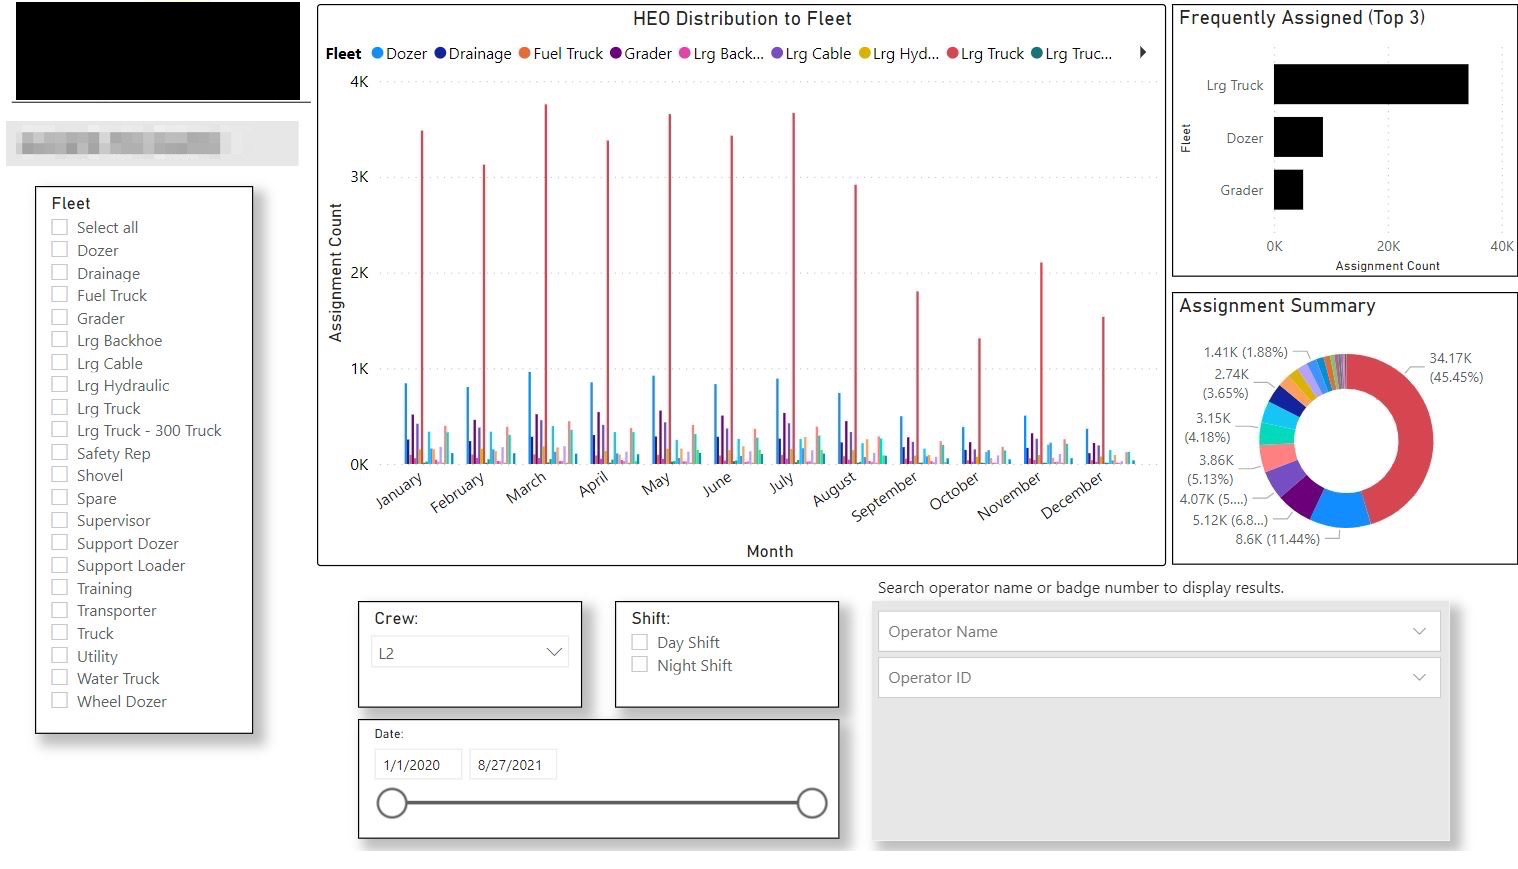 HEO Distribution to Fleet
Fleet Dozer Drainage Fuel Truck Grader Lrg Back... Lrg Cable Lrg Hyd... Lrg Truck Lrg Truc...
4K
3K
2K
1K
0K
Assignment Count
January February March April May June July August September October November December
Month
Frequently Assigned (Top 3)
Fleet
Lrg Truck
Dozer
Grader
0K 20K 40K
Assignment Count
Assignment Summary
1.41K (1.88%)
2.74K
(3.65%)
3.15K
(4.18%)
3.86K
(5.13%)
4.07K (5....)
5.12K (6.8...)
8.6K (11.44%)
34.17K
(45.45%)
Fleet
Select all
Dozer
Drainage
Fuel Truck
Grader
Lrg Backhoe
Lrg Cable
Lrg Hydraulic
Lrg Truck
Lrg Truck - 300 Truck
Safety Rep
Shovel
Spare
Supervisor
Support Dozer
Support Loader
Training
Transporter
Truck
Utility
Water Truck
Wheel Dozer
Crew:
L2
Shift:
Day Shift
Night Shift
Date:
1/1/2020 8/27/2021
Search operator name or badge number to display results.
Operator Name
Operator ID